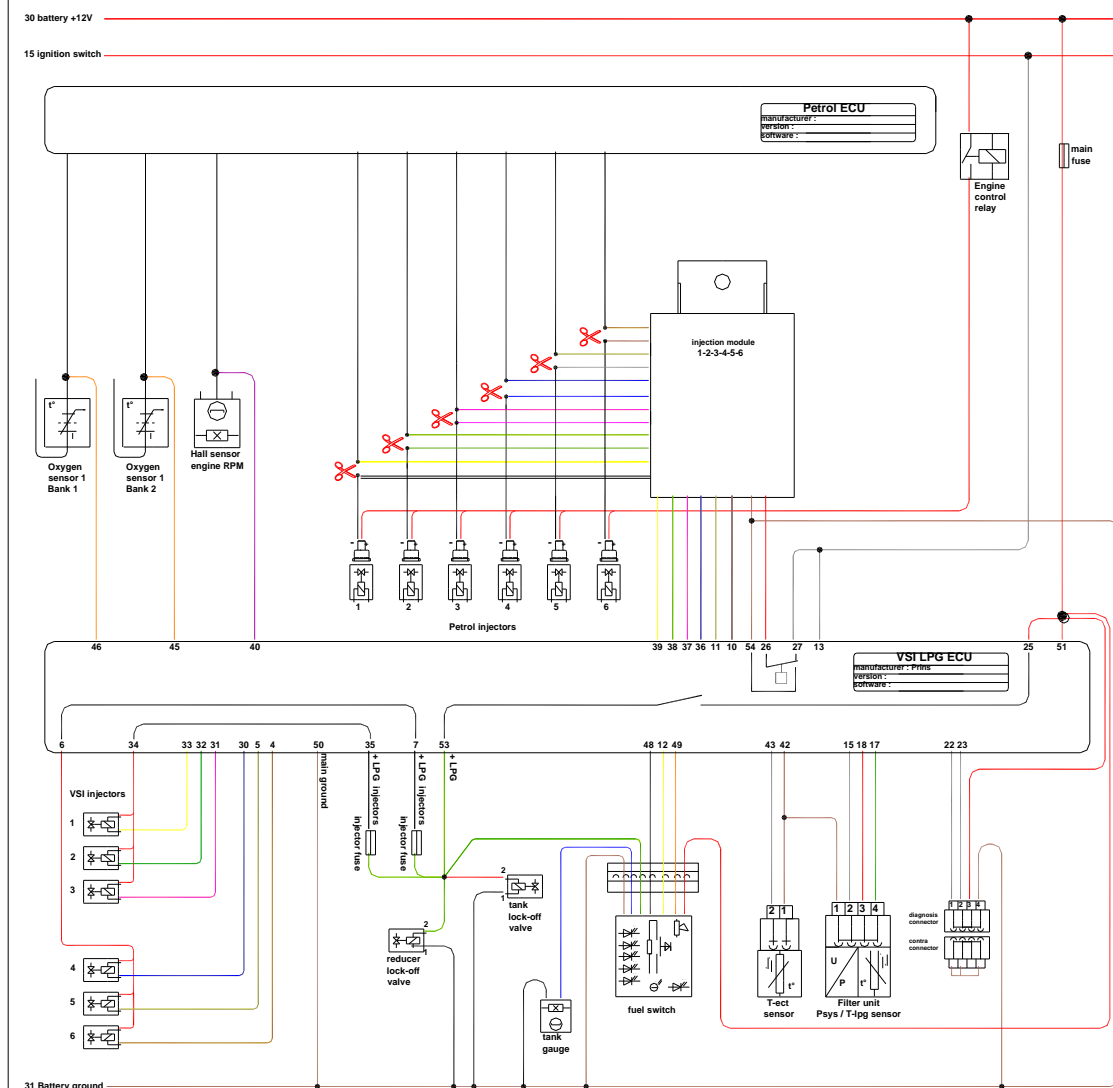 30 battery +12V
15 ignition switch
Petrol ECU
manufacturer :
version :
software :
main
fuse
Engine
control
relay
injection module
1-2-3-4-5-6
t°
t°
Oxygen
sensor 1
Bank 1
Oxygen
sensor 1
Bank 2
Hall sensor
engine RPM
- + - + - + - + - + - +
1 2 3 4 5 6
Petrol injectors
46 45 40 39 38 37 36 11 10 54 26 27 13 25 51
VSI LPG ECU
manufacturer : Prins
version :
software :
6 34 33 32 31 30 5 4 50 35 7 53 48 12 49 43 42 15 18 17 22 23
main ground
+ LPG injectors
+ LPG injectors
+ LPG
injector fuse
injector fuse
VSI injectors
1
2
3
4
5
6
2
1
tank
lock-off
valve
2
1
reducer
lock-off
valve
tank
gauge
fuel switch
2 1
t°
T-ect
sensor
1 2 3 4
U
P
t°
Filter unit
Psys / T-lpg sensor
1 2 3 4
diagnosis
connector
contra
connector
31 Battery ground